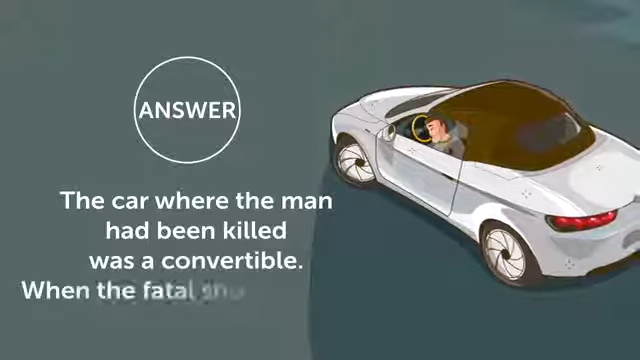 ANSWER
The car where the man
had been killed
was a convertible.
When the fatal